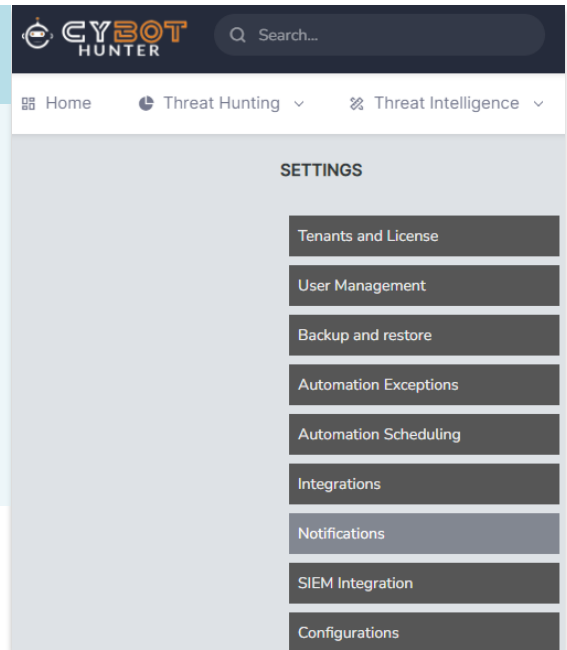 CYBOT
HUNTER
Search...
Home
Threat Hunting
Threat Intelligence
SETTINGS
Tenants and License
User Management
Backup and restore
Automation Exceptions
Automation Scheduling
Integrations
Notifications
SIEM Integration
Configurations